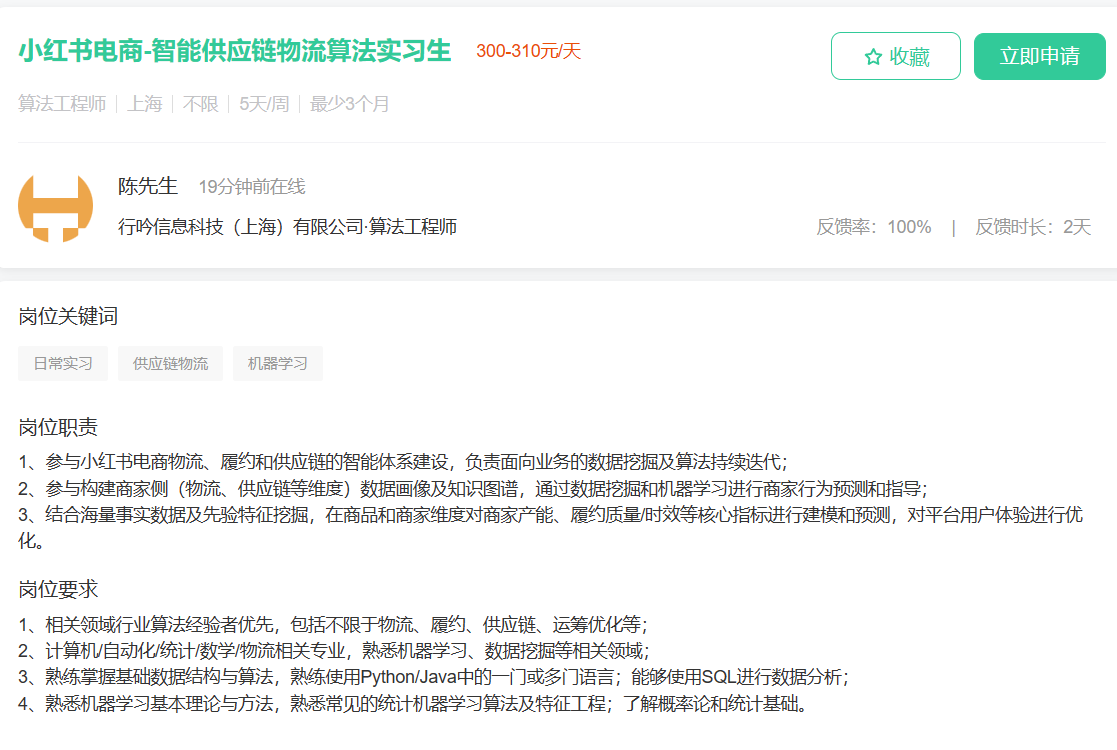 小红书电商-智能供应链物流算法实习生 300-310元/天
收藏 立即申请
算法工程师 | 上海 | 不限 | 5天/周 | 最少3个月
陈先生 19分钟前在线
行吟信息科技（上海）有限公司·算法工程师
反馈率：100% | 反馈时长：2天
岗位关键词
日常实习 供应链物流 机器学习
岗位职责
1、参与小红书电商物流、履约和供应链的智能体系建设，负责面向业务的数据挖掘及算法持续迭代；
2、参与构建商家侧（物流、供应链等维度）数据画像及知识图谱，通过数据挖掘和机器学习进行商家行为预测和指导；
3、结合海量事实数据及先验特征挖掘，在商品和商家维度对商家产能、履约质量/时效等核心指标进行建模和预测，对平台用户体验进行优
化。
岗位要求
1、相关领域行业算法经验者优先，包括不限于物流、履约、供应链、运筹优化等；
2、计算机/自动化/统计/数学/物流相关专业，熟悉机器学习、数据挖掘等相关领域；
3、熟练掌握基础数据结构与算法，熟练使用Python/Java中的一门或多门语言；能够使用SQL进行数据分析；
4、熟悉机器学习基本理论与方法，熟悉常见的统计机器学习算法及特征工程；了解概率论和统计基础。